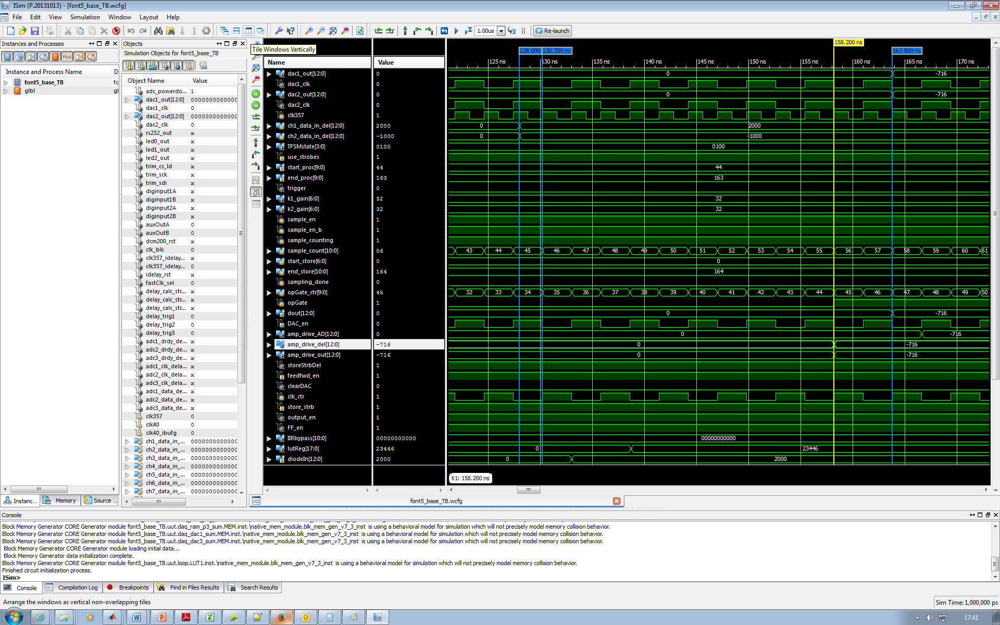 ISim (P.20131013) - [font5_base_TB.wcfg]
File Edit View Simulation Window Layout Help
1.00us Re-launch
Instances and Processes
Instance and Process Name D
font5_base_TB fc
glbl gl
Instanc... Memory Source ...
Objects
Simulation Objects for font5_base_TB
Object Name Value
adc_powerdo... 1
dac1_out[12:0] 0000000000000
dac1_clk 0
dac2_out[12:0] 0000000000000
dac2_clk 0
rs232_out x
led0_out x
led1_out x
led2_out x
trim_cs_ld x
trim_sck x
trim_sdi x
diginput1A x
diginput1B x
diginput2A x
diginput2B x
auxOutA 0
auxOutB 0
dcm200_rst x
clk_blk x
clk357_idelay... x
clk357_idelay... 0
idelay_rst x
fastClk_sel 0
delay_calc_str... x
delay_calc_str... x
delay_calc_str... x
delay_trig1 0
delay_trig2 0
delay_trig3 0
adc1_drdy_de... x
adc2_drdy_de... x
adc3_drdy_de... x
adc1_clk_dela... x
adc2_clk_dela... x
adc3_clk_dela... x
adc1_data_de... x
adc2_data_de... x
adc3_data_de... x
clk357 0
clk40 0
clk40_ibufg 0
ch1_data_in_... 0000000000000
ch2_data_in_... 0000000000000
ch3_data_in_... 0000000000000
ch4_data_in_... 0000000000000
ch5_data_in_... 0000000000000
ch6_data_in_... 0000000000000
ch7_data_in_... 0000000000000
Tile Windows Vertically
158.200 ns
128.000 130.200 ns 163.800 ns
Name Value
125 ns 130 ns 135 ns 140 ns 145 ns 150 ns 155 ns 160 ns 165 ns 170 ns
dac1_out[12:0] 0 0 -716
dac1_clk 0
dac2_out[12:0] 0 0 -716
dac2_clk 0
clk357 1
ch1_data_in_del[12:0] 2000 0 2000
ch2_data_in_del[12:0] -1000 0 -1000
TFSMstate[3:0] 0100 0100
use_strobes 1
start_proc[9:0] 44 44
end_proc[9:0] 163 163
trigger 0
k1_gain[6:0] 32 32
k2_gain[6:0] 32 32
sample_en 1
sample_en_b 1
sample_counting 1
sample_count[10:0] 56 43 44 45 46 47 48 49 50 51 52 53 54 55 56 57 58 59 60 61
start_store[6:0] 0 0
end_store[10:0] 164 164
sampling_done 0
opGate_ctr[9:0] 45 32 33 34 35 36 37 38 39 40 41 42 43 44 45 46 47 48 49 50
opGate 1
dout[12:0] 0 0 -716
DAC_en 0
amp_drive_AD[12:0] 0 0 -716
amp_drive_del[12:0] -716 0 -716
amp_drive_out[12:0] -716 0 -716
storeStrbDel 1
feedfwd_en 1
clearDAC 0
clk_ctr 1
store_strb 1
output_en 1
FF_en 1
IIRbypass[10:0] 00000000000 00000000000
lutReg[17:0] 23446 0 23446
diodeIn[12:0] 2000 0 2000
X1: 158.200 ns
font5_base_TB.wcfg
Console
Block Memory Generator CORE Generator module font5_base_TB.uut.daq_ram_p3_sum.MEM.inst.\native_mem_module.blk_mem_gen_v7_3_inst is using a behavioral model for simulation which will not precisely model memory collision behavior.
Block Memory Generator CORE Generator module font5_base_TB.uut.daq_dac1_sum.MEM.inst.\native_mem_module.blk_mem_gen_v7_3_inst is using a behavioral model for simulation which will not precisely model memory collision behavior.
Block Memory Generator CORE Generator module font5_base_TB.uut.daq_dac3_sum.MEM.inst.\native_mem_module.blk_mem_gen_v7_3_inst is using a behavioral model for simulation which will not precisely model memory collision behavior.
Block Memory Generator CORE Generator module loading initial data...
Block Memory Generator data initialization complete.
Block Memory Generator CORE Generator module font5_base_TB.uut.loop.LUT1.inst.\native_mem_module.blk_mem_gen_v7_3_inst is using a behavioral model for simulation which will not precisely model memory collision behavior.
Finished circuit initialization process.
ISim>
Console Compilation Log Breakpoints Find in Files Results Search Results
Arrange the windows as vertical non-overlapping tiles
Sim Time: 1,000,000 ps
17:41